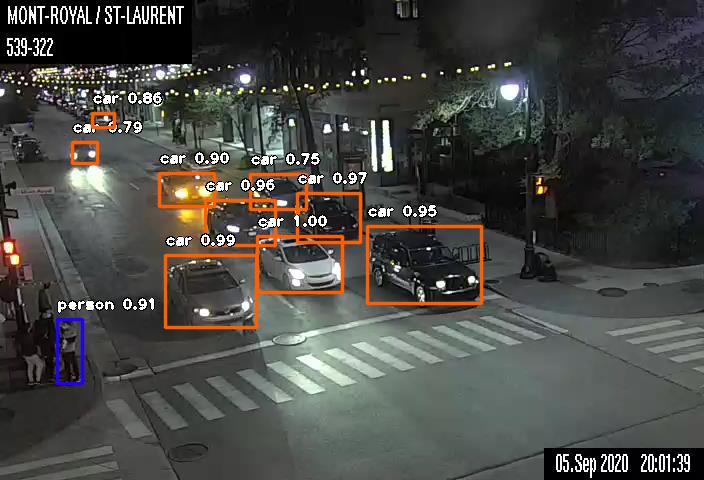 MONT-ROYAL / ST-LAURENT
539-322
car 0.86
car 0.79
car 0.90
car 0.75
car 0.96
car 0.97
car 1.00
car 0.95
car 0.99
person 0.91
05.Sep 2020 20:01:39